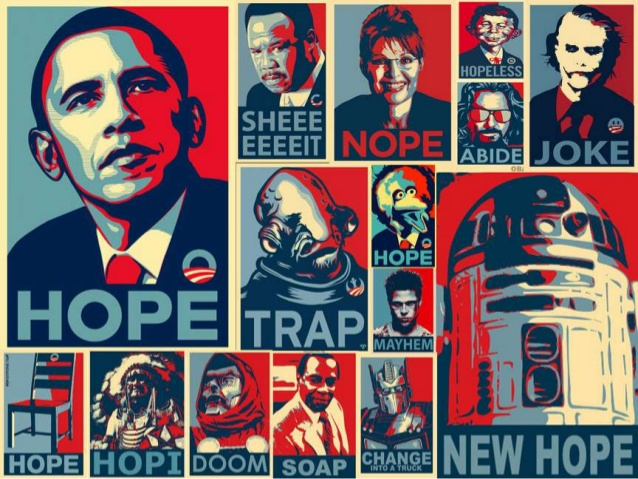 HOPE
SHEEE
EEEEIT
NOPE
HOPELESS
ABIDE
JOKE
TRAP
HOPE
MAYHEM
NEW HOPE
HOPE
HOPI
DOOM
SOAP
CHANGE
INTO A TRUCK